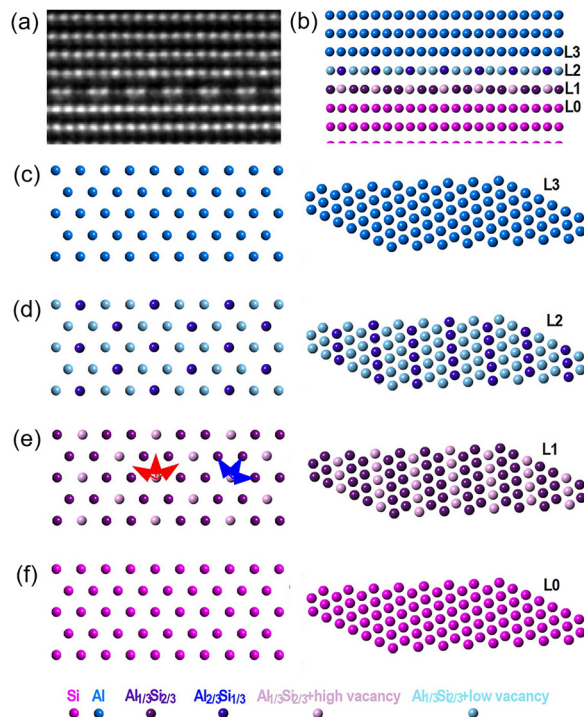 (a)
(b)
L3
L2
L1
L0
(c)
L3
(d)
L2
(e)
L1
(f)
L0
Si Al Al1/3Si2/3 Al2/3Si1/3 Al1/3Si2/3+high vacancy Al1/3Si2/3+low vacancy